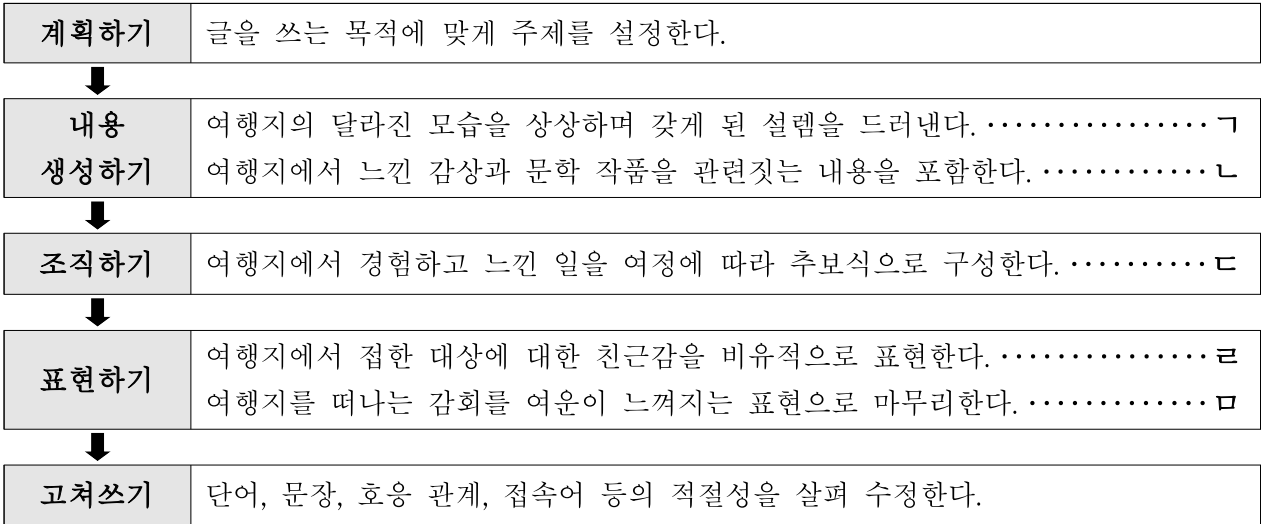 계획하기 글을 쓰는 목적에 맞게 주제를 설정한다.
내용 생성하기 여행지의 달라진 모습을 상상하며 갖게 된 설렘을 드러낸다. ················ ㄱ
여행지에서 느낀 감상과 문학 작품을 관련짓는 내용을 포함한다. ············ ㄴ
조직하기 여행지에서 경험하고 느낀 일을 여정에 따라 추보식으로 구성한다. ·········· ㄷ
표현하기 여행지에서 접한 대상에 대한 친근감을 비유적으로 표현한다. ··············· ㄹ
여행지를 떠나는 감회를 여운이 느껴지는 표현으로 마무리한다. ············· ㅁ
고쳐쓰기 단어, 문장, 호응 관계, 접속어 등의 적절성을 살펴 수정한다.